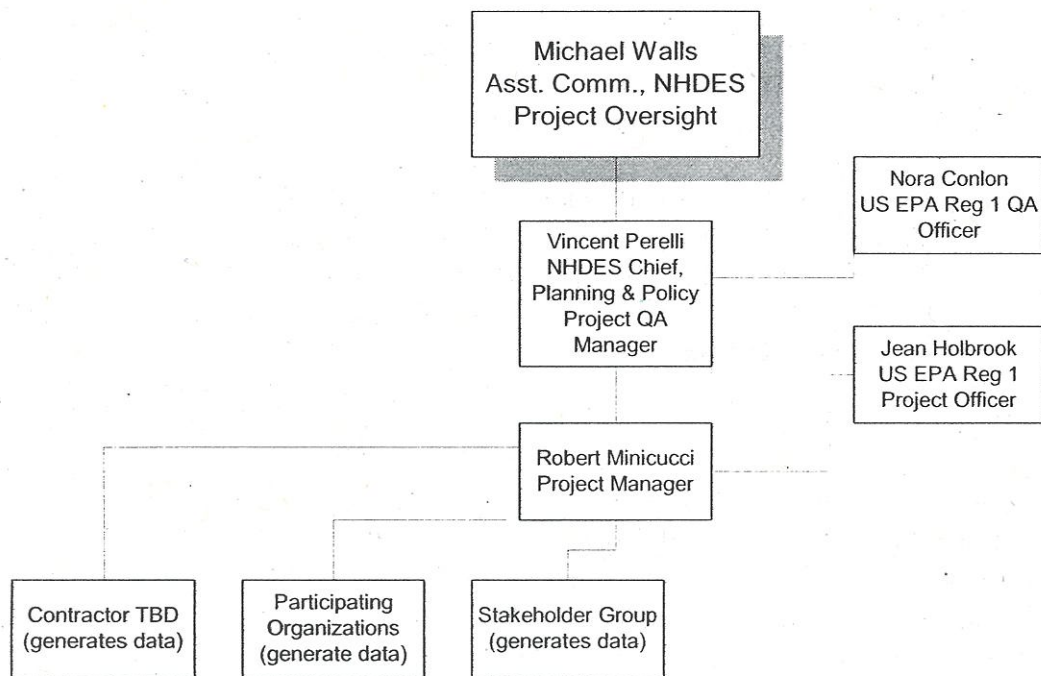 Michael Walls
Asst. Comm., NHDES
Project Oversight
Nora Conlon
US EPA Reg 1 QA
Officer
Vincent Perelli
NHDES Chief,
Planning & Policy
Project QA
Manager
Jean Holbrook
US EPA Reg 1
Project Officer
Robert Minicucci
Project Manager
Contractor TBD
(generates data)
Participating
Organizations
(generate data)
Stakeholder Group
(generates data)